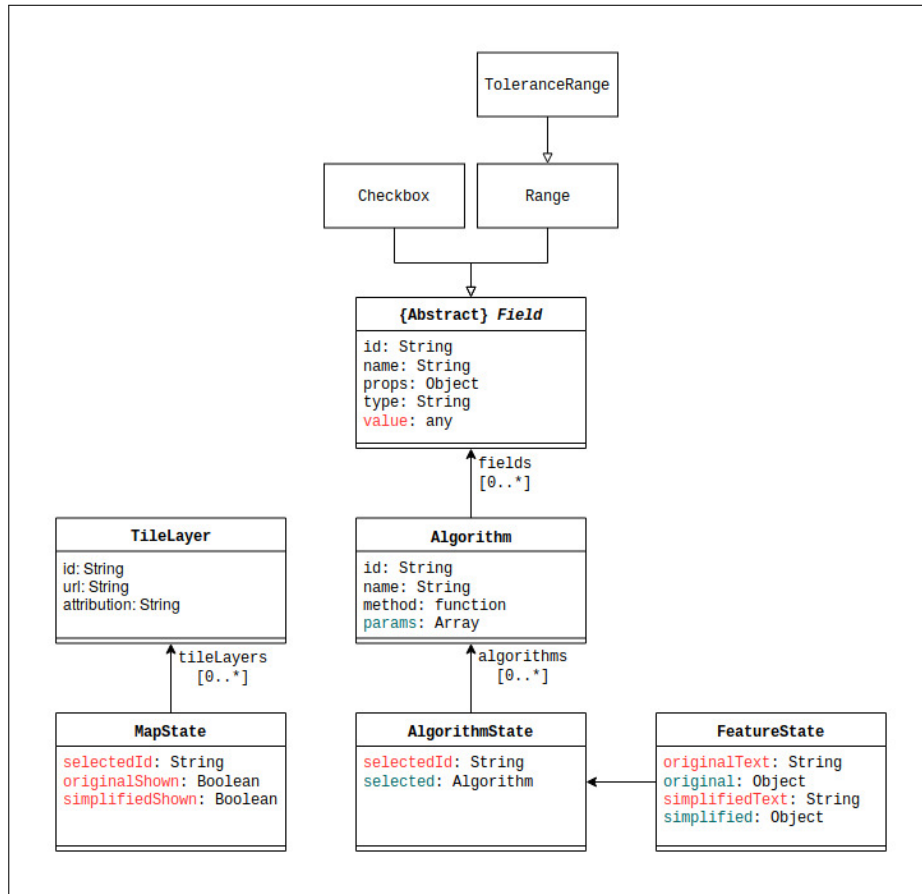 ToleranceRange
Checkbox
Range
{Abstract} Field
id: String
name: String
props: Object
type: String
value: any
fields
[0..*]
TileLayer
id: String
url: String
attribution: String
Algorithm
id: String
name: String
method: function
params: Array
tileLayers
[0..*]
algorithms
[0..*]
MapState
selectedId: String
originalShown: Boolean
simplifiedShown: Boolean
AlgorithmState
selectedId: String
selected: Algorithm
FeatureState
originalText: String
original: Object
simplifiedText: String
simplified: Object